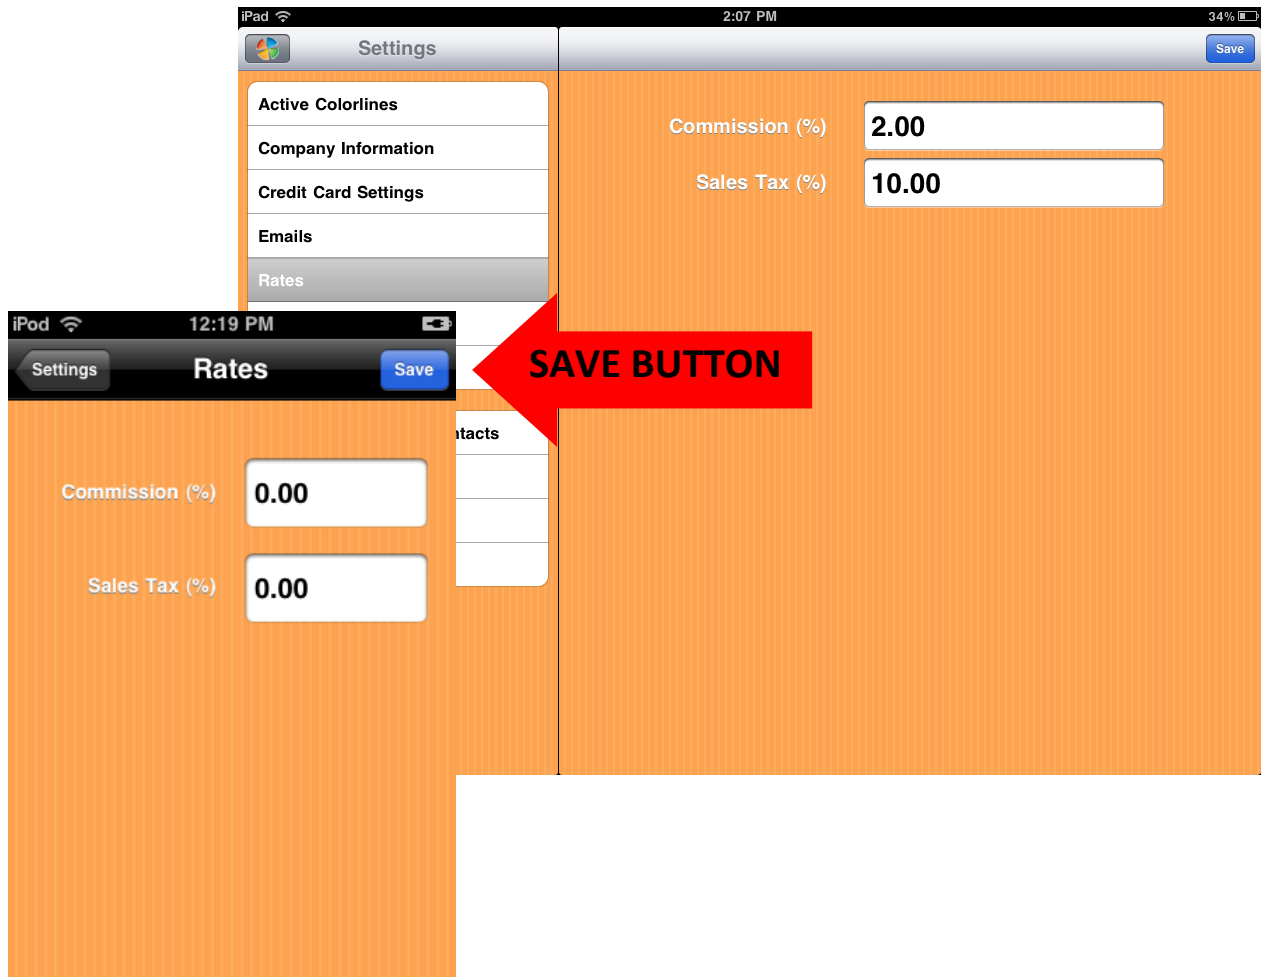 iPad
2:07 PM
34%
Settings
Save
Active Colorlines
Company Information
Credit Card Settings
Emails
Rates
Commission (%)
2.00
Sales Tax (%)
10.00
iPod
12:19 PM
Settings
Rates
Save
SAVE BUTTON
Commission (%)
0.00
Sales Tax (%)
0.00